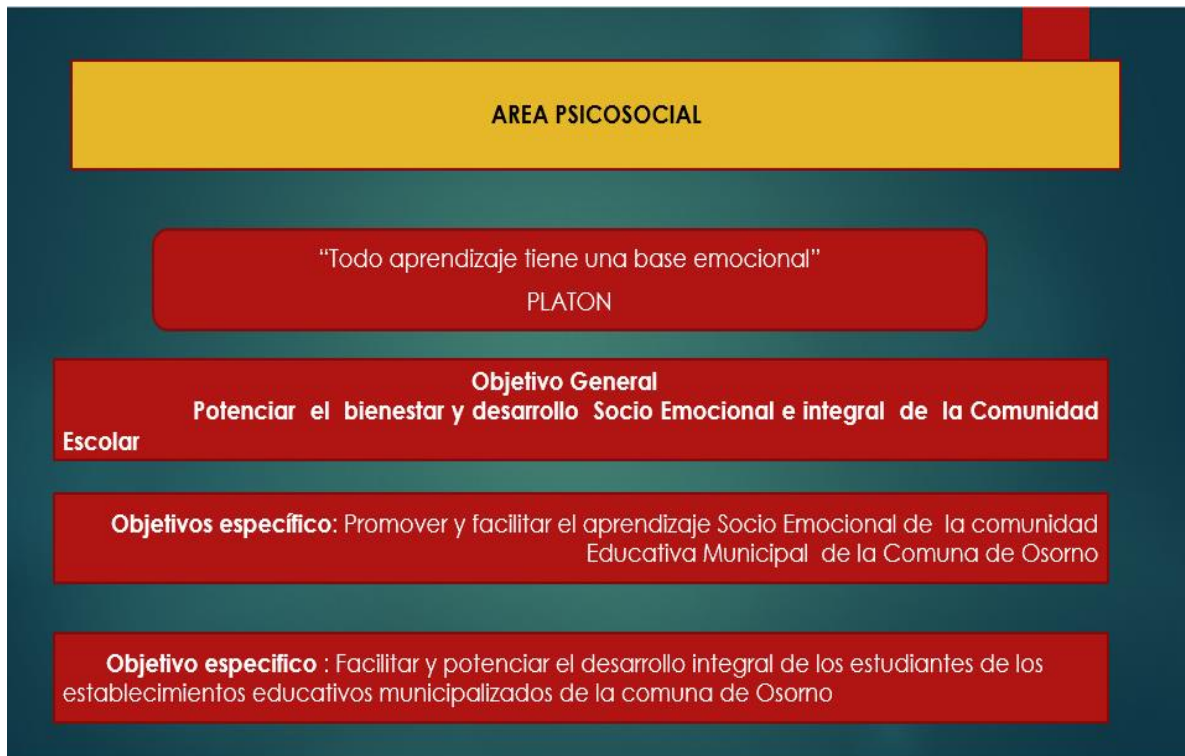 AREA PSICOSOCIAL
“Todo aprendizaje tiene una base emocional”
PLATON
Objetivo General
Potenciar el bienestar y desarrollo Socio Emocional e integral de la Comunidad
Escolar
Objetivos específico: Promover y facilitar el aprendizaje Socio Emocional de la comunidad
Educativa Municipal de la Comuna de Osorno
Objetivo especifico : Facilitar y potenciar el desarrollo integral de los estudiantes de los
establecimientos educativos municipalizados de la comuna de Osorno